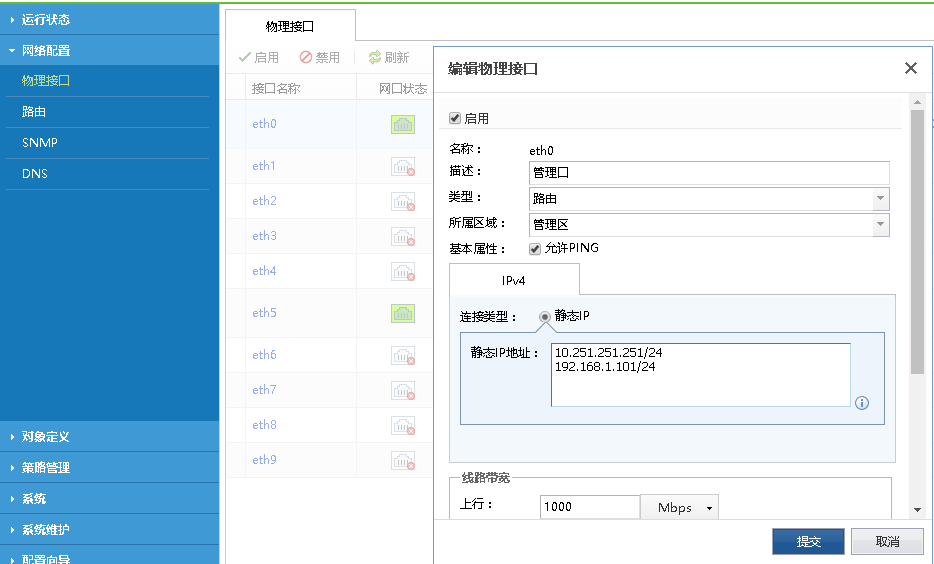 运行状态
网络配置
物理接口
路由
SNMP
DNS
对象定义
策略管理
系统
系统维护
配置向导
物理接口
启用 禁用 刷新
接口名称 网口状态
eth0
eth1
eth2
eth3
eth4
eth5
eth6
eth7
eth8
eth9
编辑物理接口
启用
名称： eth0
描述： 管理口
类型： 路由
所属区域： 管理区
基本属性： 允许PING
IPv4
连接类型： 静态IP
静态IP地址： 10.251.251.251/24
192.168.1.101/24
线路带宽
上行： 1000 Mbps
提交 取消